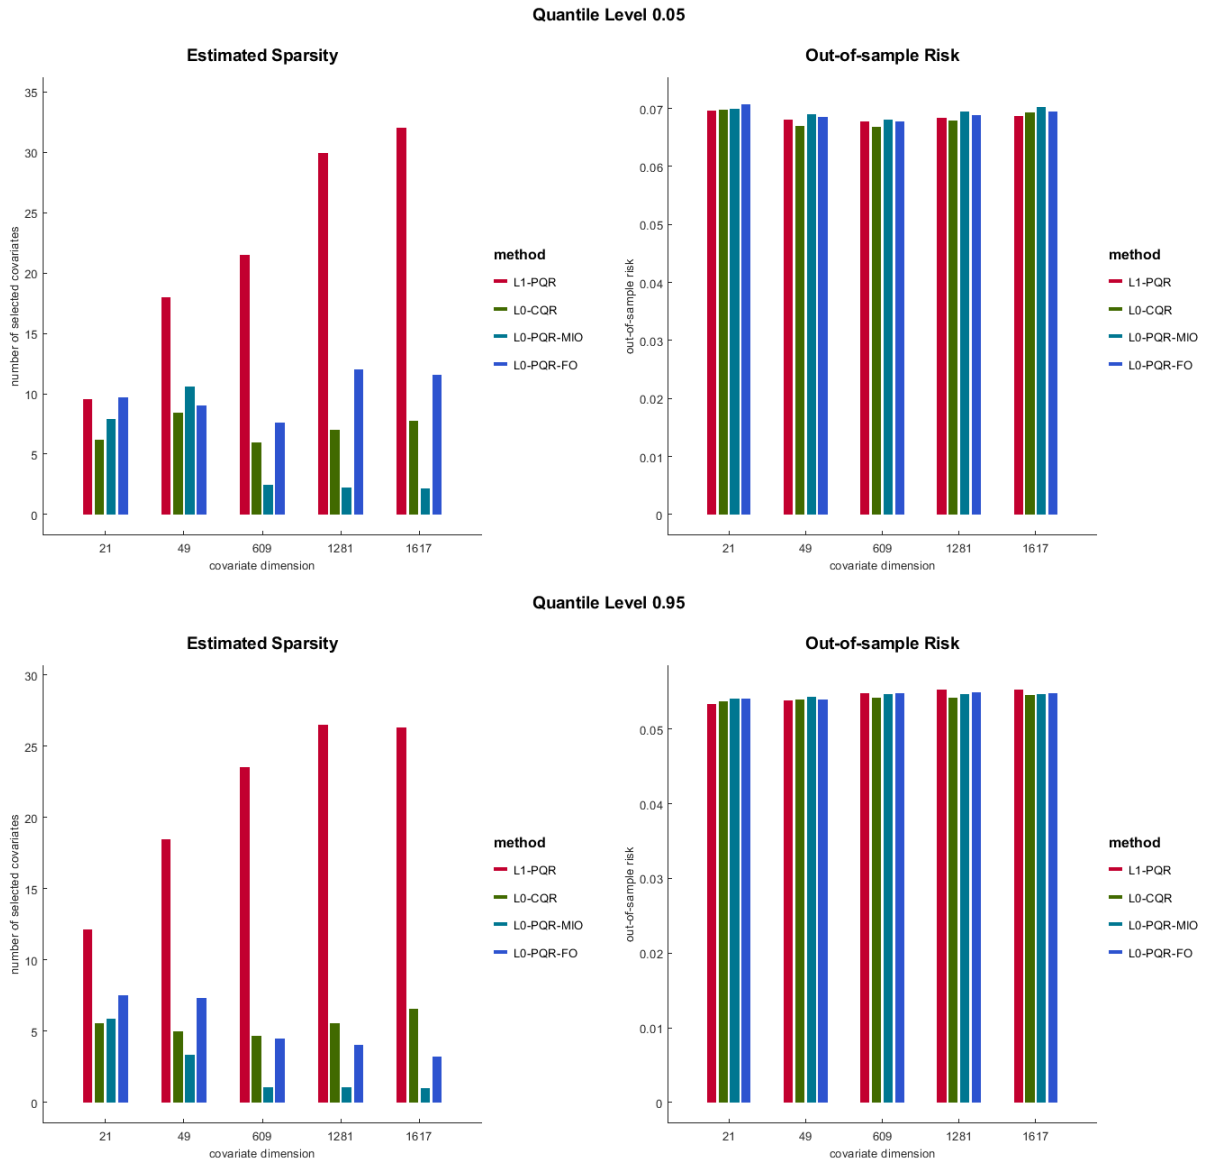 Quantile Level 0.05
Estimated Sparsity
35
30
25
20
15
10
5
0
number of selected covariates
21 49 609 1281 1617
covariate dimension
method
L1-PQR
L0-CQR
L0-PQR-MIO
L0-PQR-FO
Out-of-sample Risk
0.07
0.06
0.05
0.04
0.03
0.02
0.01
0
out-of-sample risk
21 49 609 1281 1617
covariate dimension
method
L1-PQR
L0-CQR
L0-PQR-MIO
L0-PQR-FO
Quantile Level 0.95
Estimated Sparsity
30
25
20
15
10
5
0
number of selected covariates
21 49 609 1281 1617
covariate dimension
method
L1-PQR
L0-CQR
L0-PQR-MIO
L0-PQR-FO
Out-of-sample Risk
0.05
0.04
0.03
0.02
0.01
0
out-of-sample risk
21 49 609 1281 1617
covariate dimension
method
L1-PQR
L0-CQR
L0-PQR-MIO
L0-PQR-FO